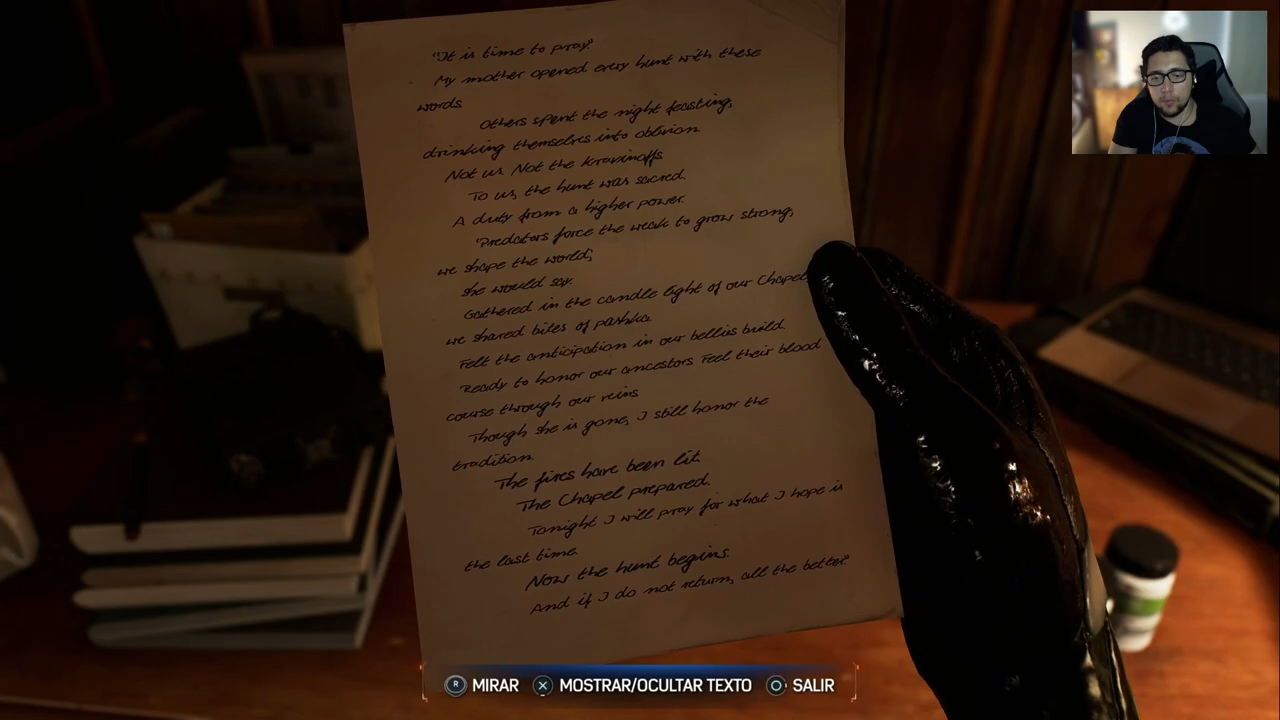 "It is time to pray."
My mother opened every hunt with these
words.
Others spent the night feasting,
drinking themselves into oblivion.
Not us. Not the Kravinoffs.
To us, the hunt was sacred.
A duty from a higher power.
"Predators force the weak to grow strong,
we shape the world,"
she would say.
Gathered in the candle light of our Chapel,
we shared bites of pashka.
Felt the anticipation in our bellies build.
Ready to honor our ancestors. Feel their blood
course through our veins.
Though she is gone, I still honor the
tradition.
The fires have been lit.
The Chapel prepared.
Tonight I will pray for what I hope is
the last time.
Now the hunt begins.
And if I do not return, all the better."
R MIRAR MOSTRAR/OCULTAR TEXTO SALIR